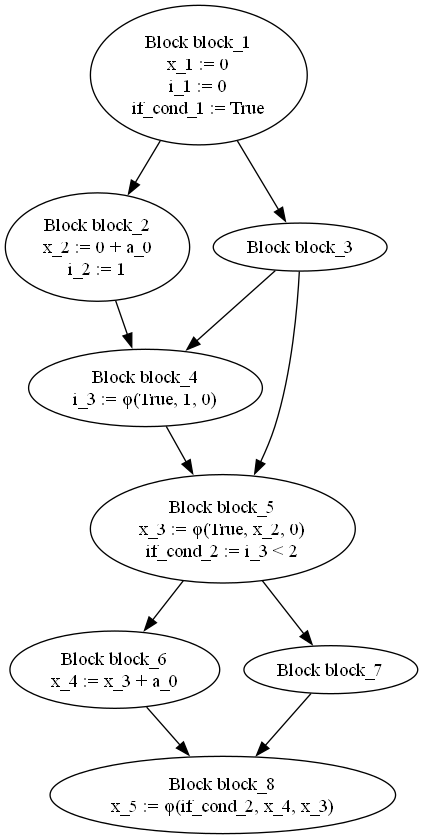 Block block_1
x_1 := 0
i_1 := 0
if_cond_1 := True
Block block_2
x_2 := 0 + a_0
i_2 := 1
Block block_3
Block block_4
i_3 := φ(True, 1, 0)
Block block_5
x_3 := φ(True, x_2, 0)
if_cond_2 := i_3 < 2
Block block_6
x_4 := x_3 + a_0
Block block_7
Block block_8
x_5 := φ(if_cond_2, x_4, x_3)